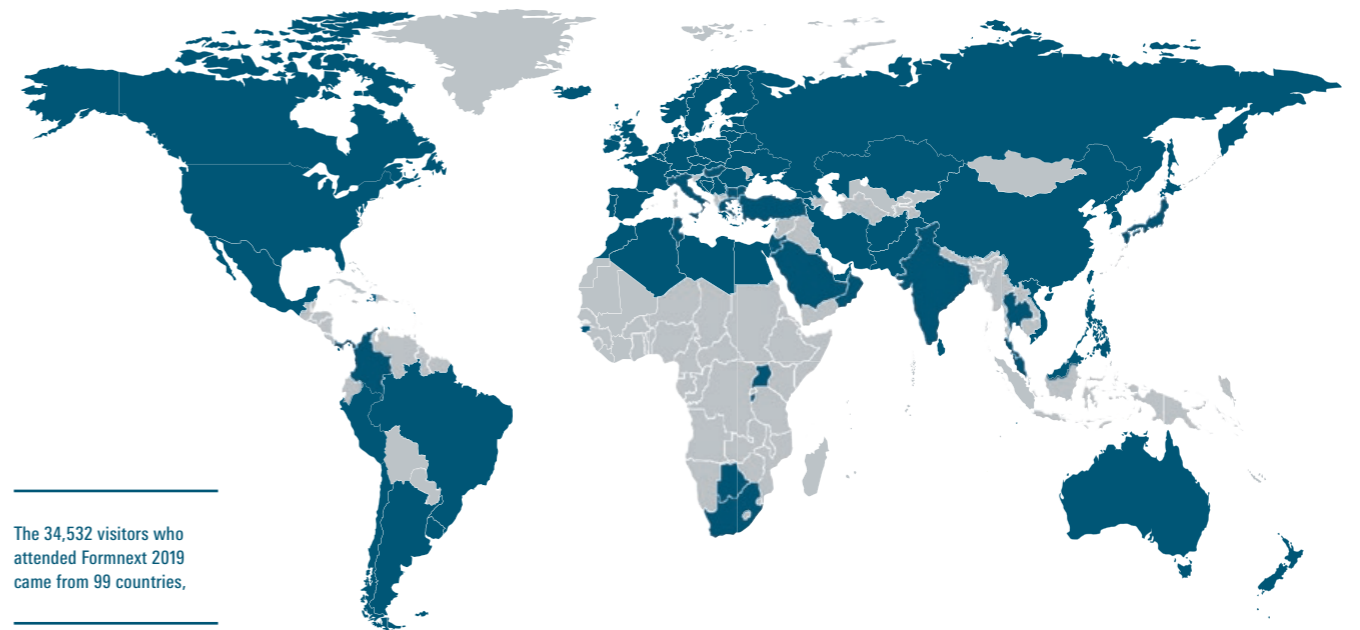 The 34,532 visitors who
attended Formnext 2019
came from 99 countries,